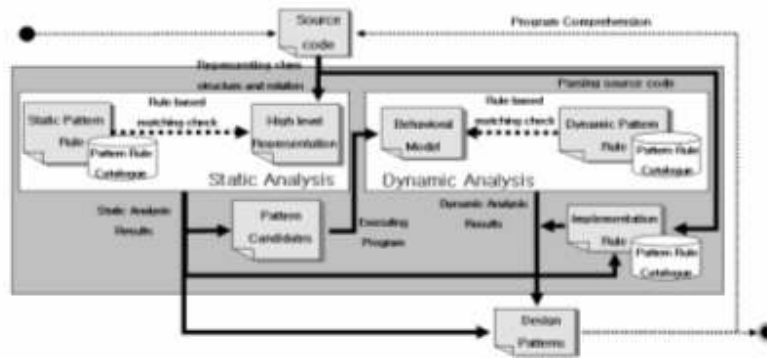 Source
code
Program Comprehension
Representing class
structure and relation
Parsing source code
Static Pattern
Rule
Pattern Rule
Catalogue
Rule based
matching check
High level
Representation
Static Analysis
Behavioral
Model
Rule based
matching check
Dynamic Pattern
Rule
Pattern Rule
Catalogue
Dynamic Analysis
Static Analysis
Results
Pattern
Candidates
Executing
Program
Dynamic Analysis
Results
Implementation
Rule
Pattern Rule
Catalogue
Design
Patterns